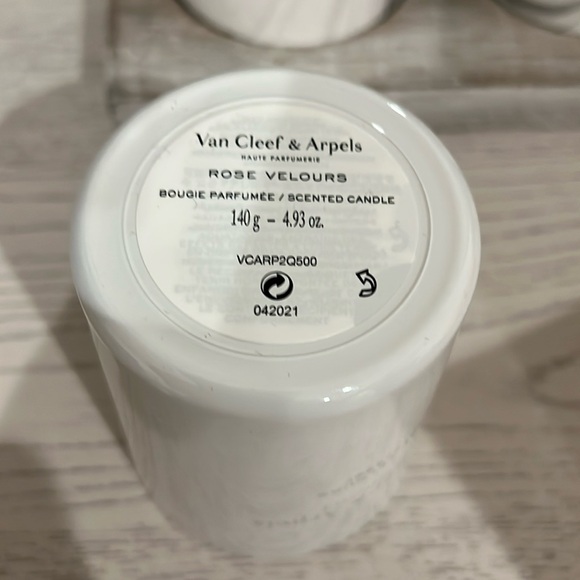 Van Cleef & Arpels
HAUTE PARFUMERIE
ROSE VELOURS
BOUGIE PARFUMÉE / SCENTED CANDLE
140 g – 4.93 oz.
VCARP2Q500
042021